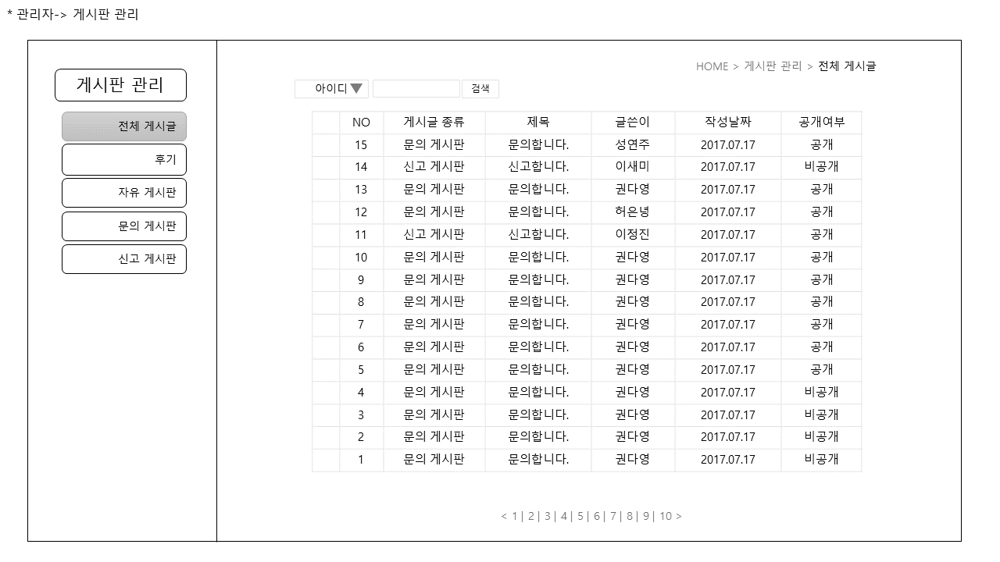 * 관리자-> 게시판 관리
게시판 관리
전체 게시글
후기
자유 게시판
문의 게시판
신고 게시판
HOME > 게시판 관리 > 전체 게시글
아이디 검색
NO 게시글 종류 제목 글쓴이 작성날짜 공개여부
15 문의 게시판 문의합니다. 성연주 2017.07.17 공개
14 신고 게시판 신고합니다. 이새미 2017.07.17 비공개
13 문의 게시판 문의합니다. 권다영 2017.07.17 공개
12 문의 게시판 문의합니다. 허은녕 2017.07.17 공개
11 신고 게시판 신고합니다. 이정진 2017.07.17 공개
10 문의 게시판 문의합니다. 권다영 2017.07.17 공개
9 문의 게시판 문의합니다. 권다영 2017.07.17 공개
8 문의 게시판 문의합니다. 권다영 2017.07.17 공개
7 문의 게시판 문의합니다. 권다영 2017.07.17 공개
6 문의 게시판 문의합니다. 권다영 2017.07.17 공개
5 문의 게시판 문의합니다. 권다영 2017.07.17 공개
4 문의 게시판 문의합니다. 권다영 2017.07.17 비공개
3 문의 게시판 문의합니다. 권다영 2017.07.17 비공개
2 문의 게시판 문의합니다. 권다영 2017.07.17 비공개
1 문의 게시판 문의합니다. 권다영 2017.07.17 비공개
< 1 | 2 | 3 | 4 | 5 | 6 | 7 | 8 | 9 | 10 >